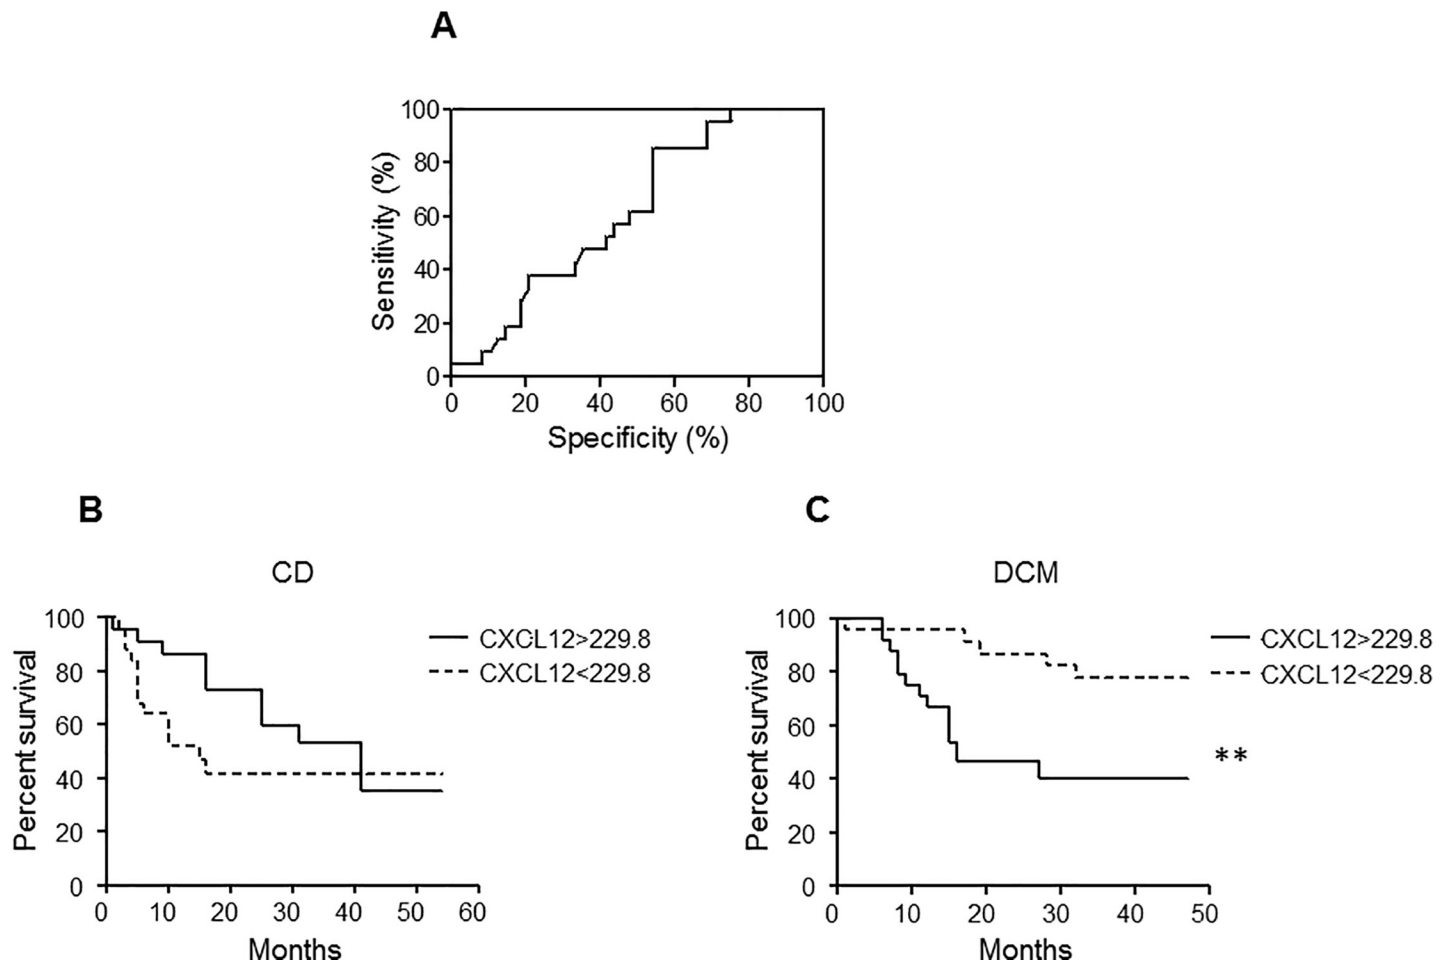 A
100
80
60
40
20
0
Sensitivity (%)
0 20 40 60 80 100
Specificity (%)
B
CD
100
80
60
40
20
0
Percent survival
0 10 20 30 40 50 60
Months
CXCL12>229.8
CXCL12<229.8
C
DCM
100
80
60
40
20
0
Percent survival
0 10 20 30 40 50
Months
CXCL12>229.8
CXCL12<229.8
**